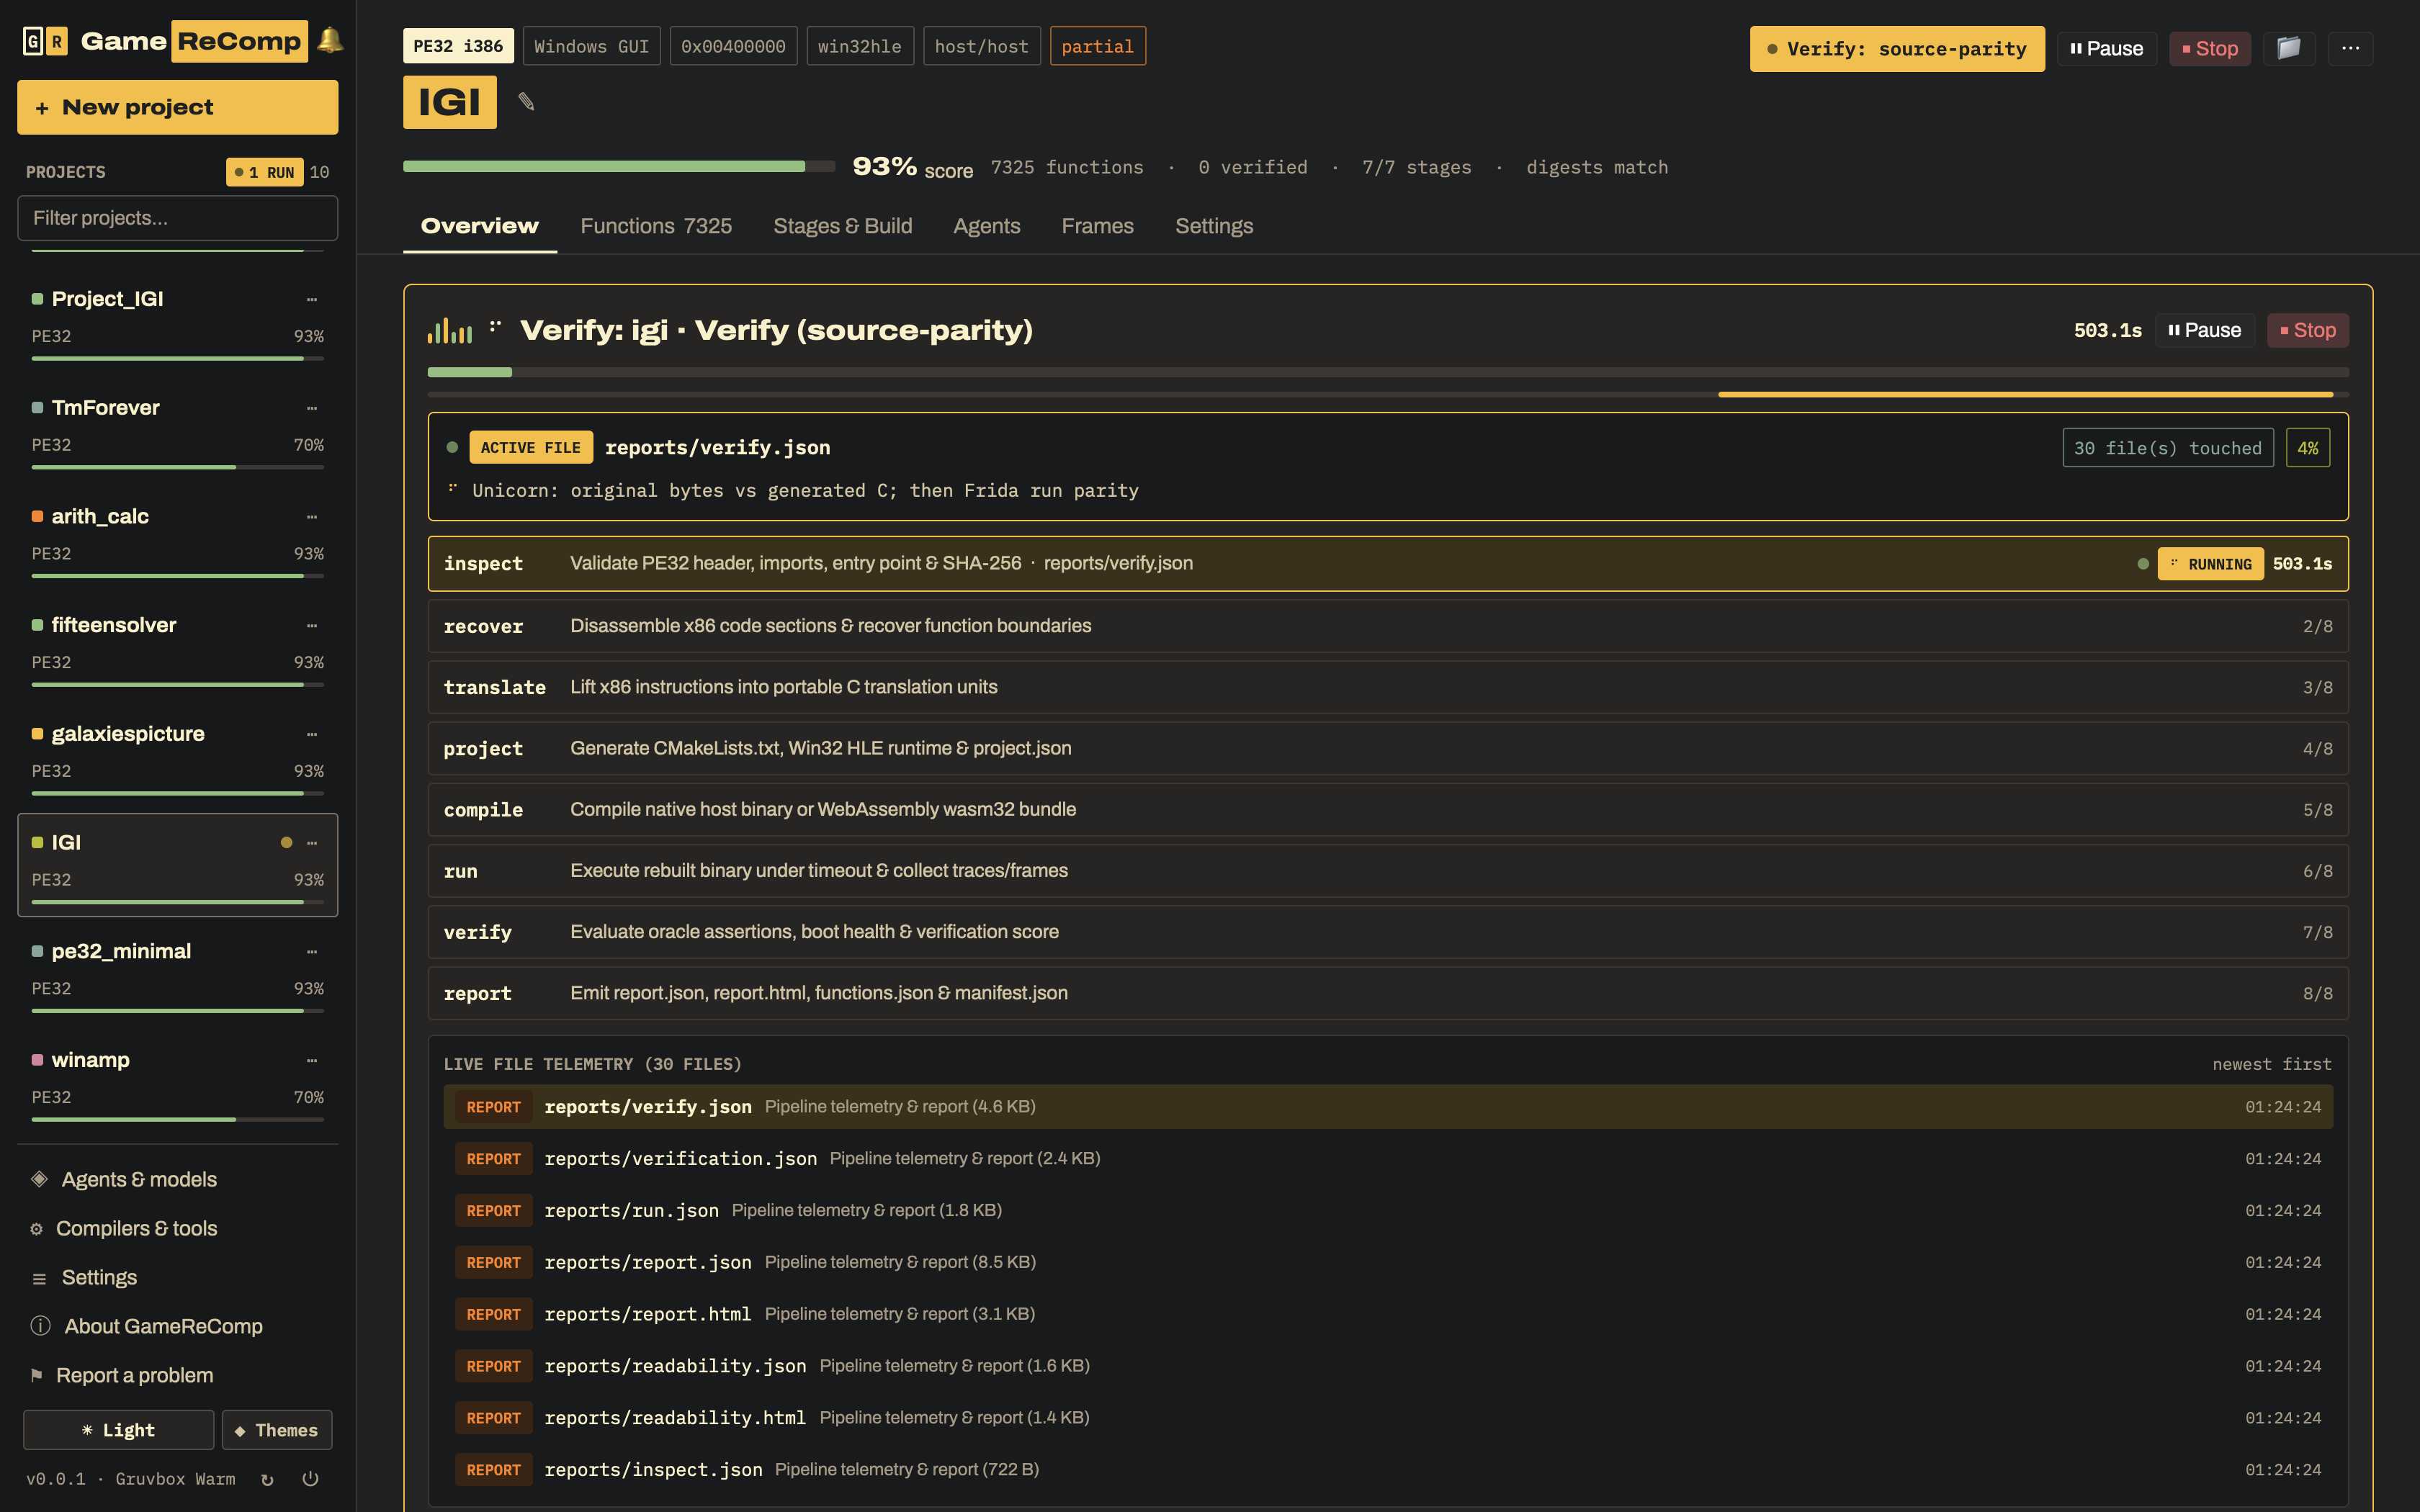 GR Game ReComp
+ New project
PROJECTS 1 RUN 10
Filter projects...
Project_IGI ...
PE32 93%
TmForever ...
PE32 70%
arith_calc ...
PE32 93%
fifteensolver ...
PE32 93%
galaxiespicture ...
PE32 93%
IGI ...
PE32 93%
pe32_minimal ...
PE32 93%
winamp ...
PE32 70%
Agents & models
Compilers & tools
Settings
About GameReComp
Report a problem
Light
Themes
v0.0.1 · Gruvbox Warm
PE32 i386 Windows GUI 0x00400000 win32hle host/host partial
Verify: source-parity Pause Stop ...
IGI
93% score 7325 functions · 0 verified · 7/7 stages · digests match
Overview Functions 7325 Stages & Build Agents Frames Settings
Verify: igi · Verify (source-parity) 503.1s Pause Stop
ACTIVE FILE reports/verify.json 30 file(s) touched 4%
Unicorn: original bytes vs generated C; then Frida run parity
inspect Validate PE32 header, imports, entry point & SHA-256 · reports/verify.json RUNNING 503.1s
recover Disassemble x86 code sections & recover function boundaries 2/8
translate Lift x86 instructions into portable C translation units 3/8
project Generate CMakeLists.txt, Win32 HLE runtime & project.json 4/8
compile Compile native host binary or WebAssembly wasm32 bundle 5/8
run Execute rebuilt binary under timeout & collect traces/frames 6/8
verify Evaluate oracle assertions, boot health & verification score 7/8
report Emit report.json, report.html, functions.json & manifest.json 8/8
LIVE FILE TELEMETRY (30 FILES) newest first
REPORT reports/verify.json Pipeline telemetry & report (4.6 KB) 01:24:24
REPORT reports/verification.json Pipeline telemetry & report (2.4 KB) 01:24:24
REPORT reports/run.json Pipeline telemetry & report (1.8 KB) 01:24:24
REPORT reports/report.json Pipeline telemetry & report (8.5 KB) 01:24:24
REPORT reports/report.html Pipeline telemetry & report (3.1 KB) 01:24:24
REPORT reports/readability.json Pipeline telemetry & report (1.6 KB) 01:24:24
REPORT reports/readability.html Pipeline telemetry & report (1.4 KB) 01:24:24
REPORT reports/inspect.json Pipeline telemetry & report (722 B) 01:24:24